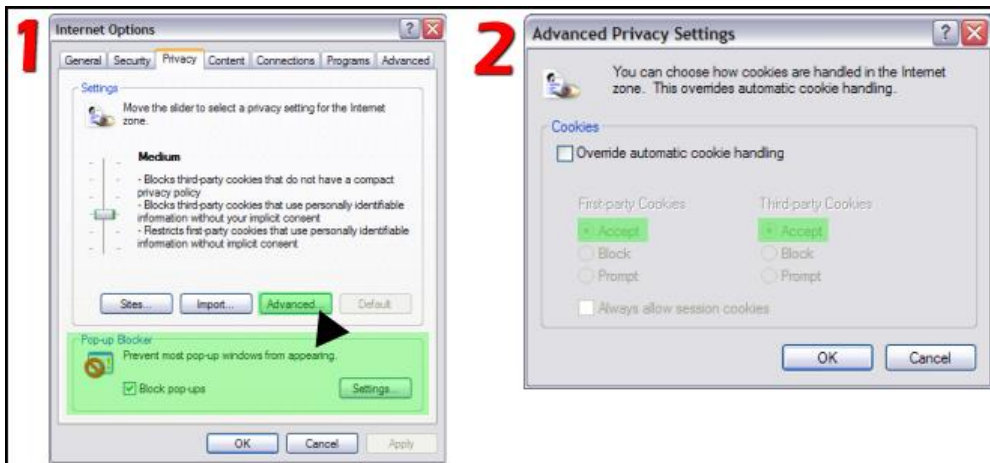 1
Internet Options
General Security Privacy Content Connections Programs Advanced
Settings
Move the slider to select a privacy setting for the Internet
zone.
Medium
- Blocks third-party cookies that do not have a compact
privacy policy
- Blocks third-party cookies that use personally identifiable
information without your implicit consent
- Restricts first-party cookies that use personally identifiable
information without implicit consent
Sites... Import... Advanced... Default
Pop-up Blocker
Prevent most pop-up windows from appearing.
Block pop-ups Settings...
OK Cancel Apply
2
Advanced Privacy Settings
You can choose how cookies are handled in the Internet
zone. This overrides automatic cookie handling.
Cookies
Override automatic cookie handling
First-party Cookies Third-party Cookies
Accept Accept
Block Block
Prompt Prompt
Always allow session cookies
OK Cancel